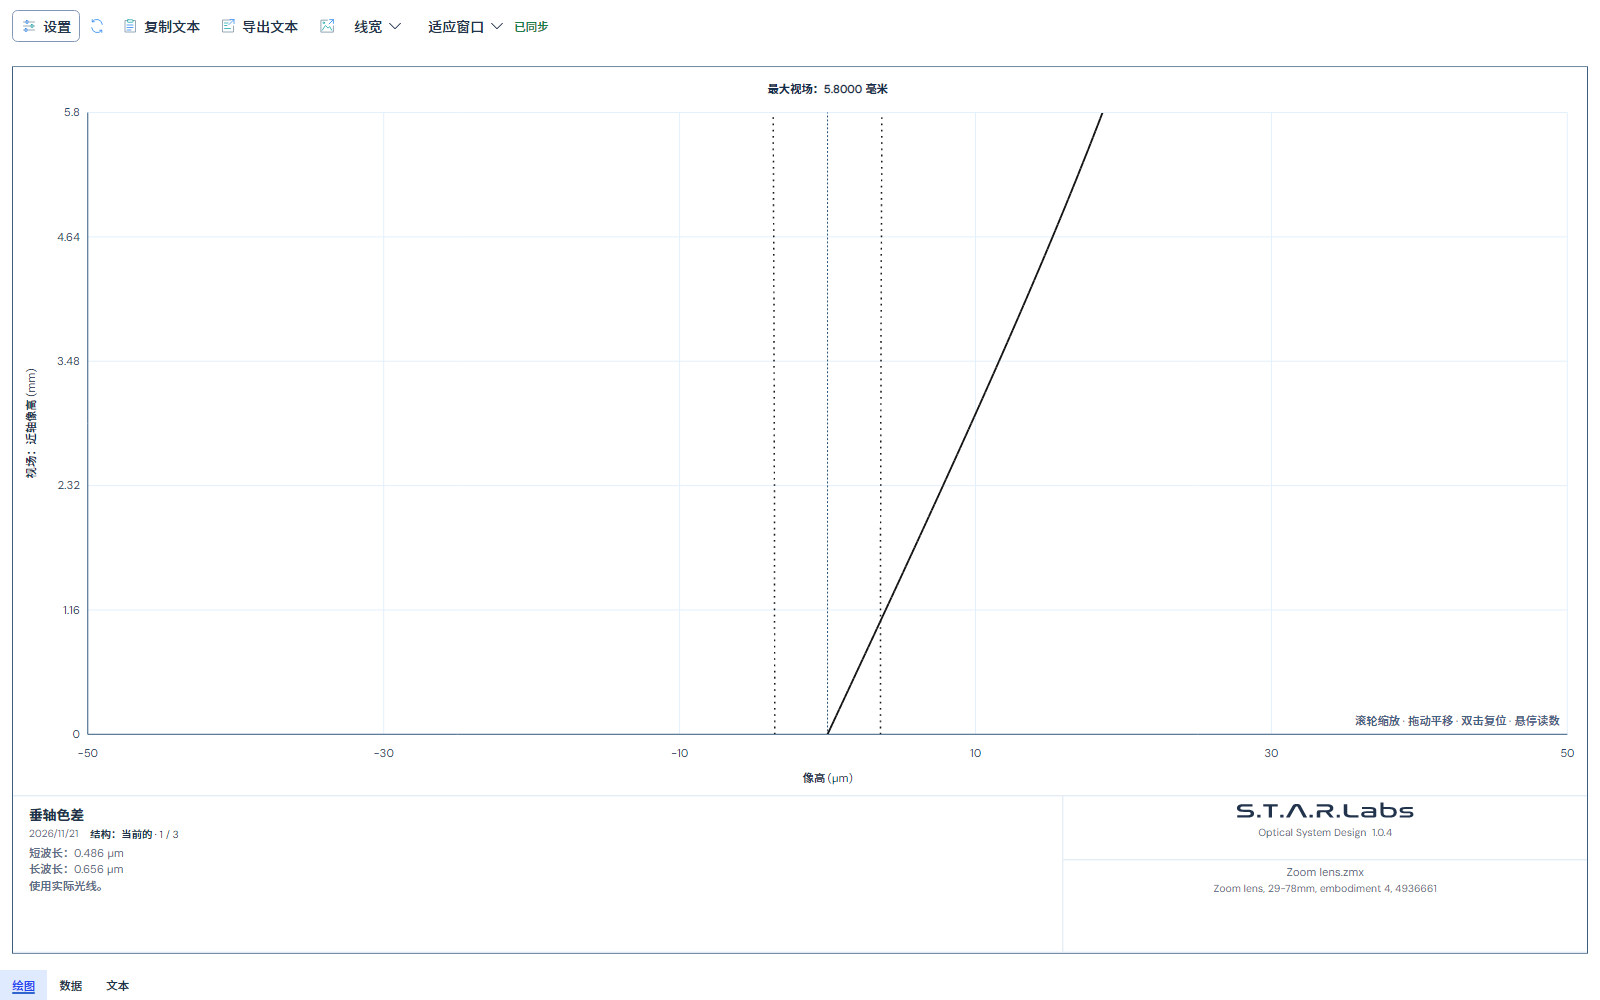 设置 复制文本 导出文本 线宽 适应窗口 已同步
最大视场：5.8000 毫米
5.8
4.64
3.48
2.32
1.16
0
视场：近轴像高 (mm)
-50 -30 -10 10 30 50
像高 (μm)
滚轮缩放 · 拖动平移 · 双击复位 · 悬停读数
垂轴色差
2026/11/21 结构：当前的 · 1 / 3
短波长：0.486 μm
长波长：0.656 μm
使用实际光线。
S.T.A.R.Labs
Optical System Design 1.0.4
Zoom lens.zmx
Zoom lens, 29-78mm, embodiment 4, 4936661
绘图 数据 文本